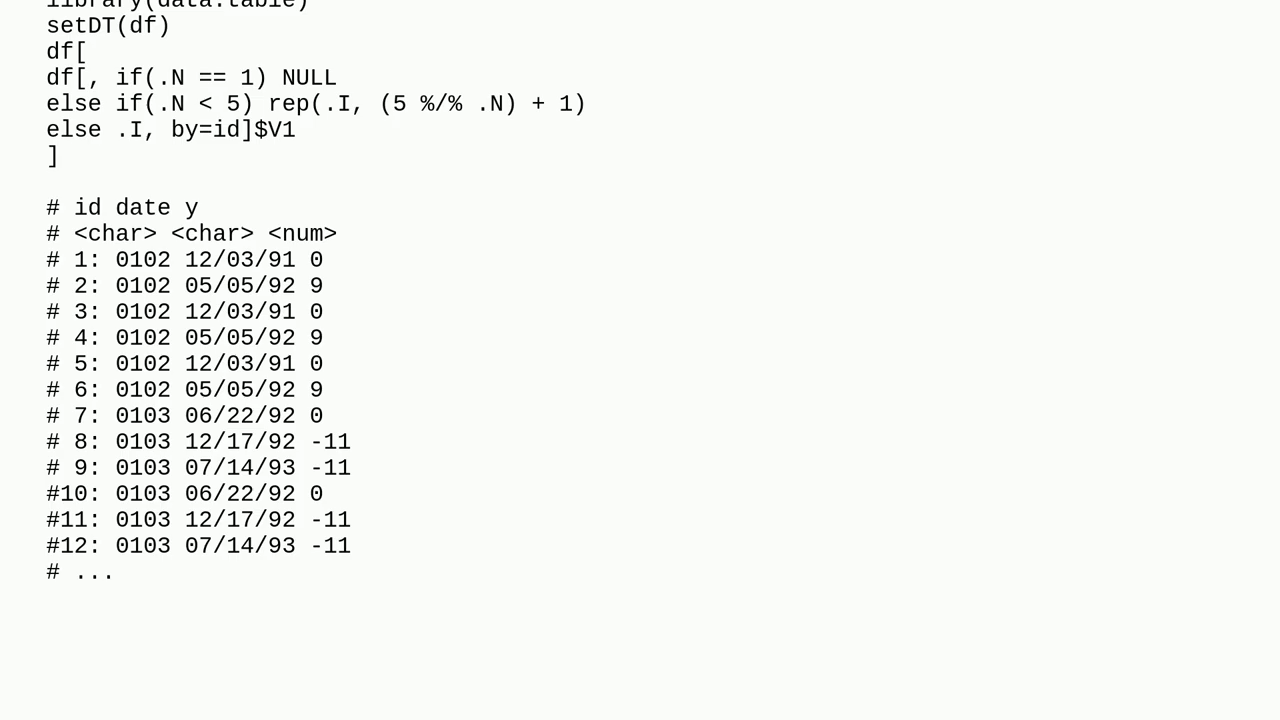 library(data.table)
setDT(df)
df[
df[, if(.N == 1) NULL
else if(.N < 5) rep(.I, (5 %/% .N) + 1)
else .I, by=id]$V1
]

# id date y
# <char> <char> <num>
# 1: 0102 12/03/91 0
# 2: 0102 05/05/92 9
# 3: 0102 12/03/91 0
# 4: 0102 05/05/92 9
# 5: 0102 12/03/91 0
# 6: 0102 05/05/92 9
# 7: 0103 06/22/92 0
# 8: 0103 12/17/92 -11
# 9: 0103 07/14/93 -11
#10: 0103 06/22/92 0
#11: 0103 12/17/92 -11
#12: 0103 07/14/93 -11
# ...